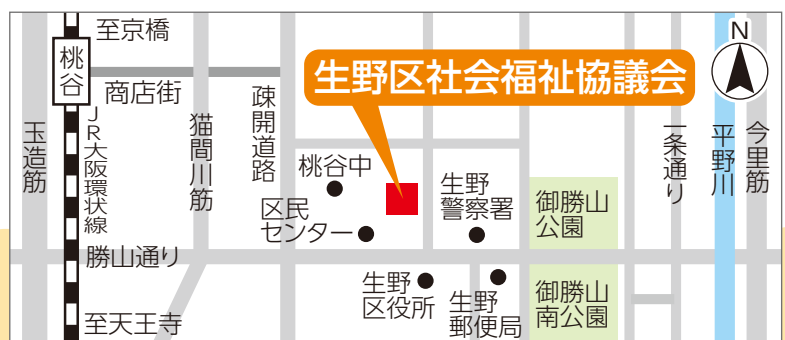 至京橋
桃谷
商店街
JR大阪環状線
玉造筋
猫間川筋
疎開道路
生野区社会福祉協議会
桃谷中
区民
センター
生野
警察署
御勝山
公園
一条通り
平野川
今里筋
N
勝山通り
生野
区役所
生野
郵便局
御勝山
南公園
至天王寺